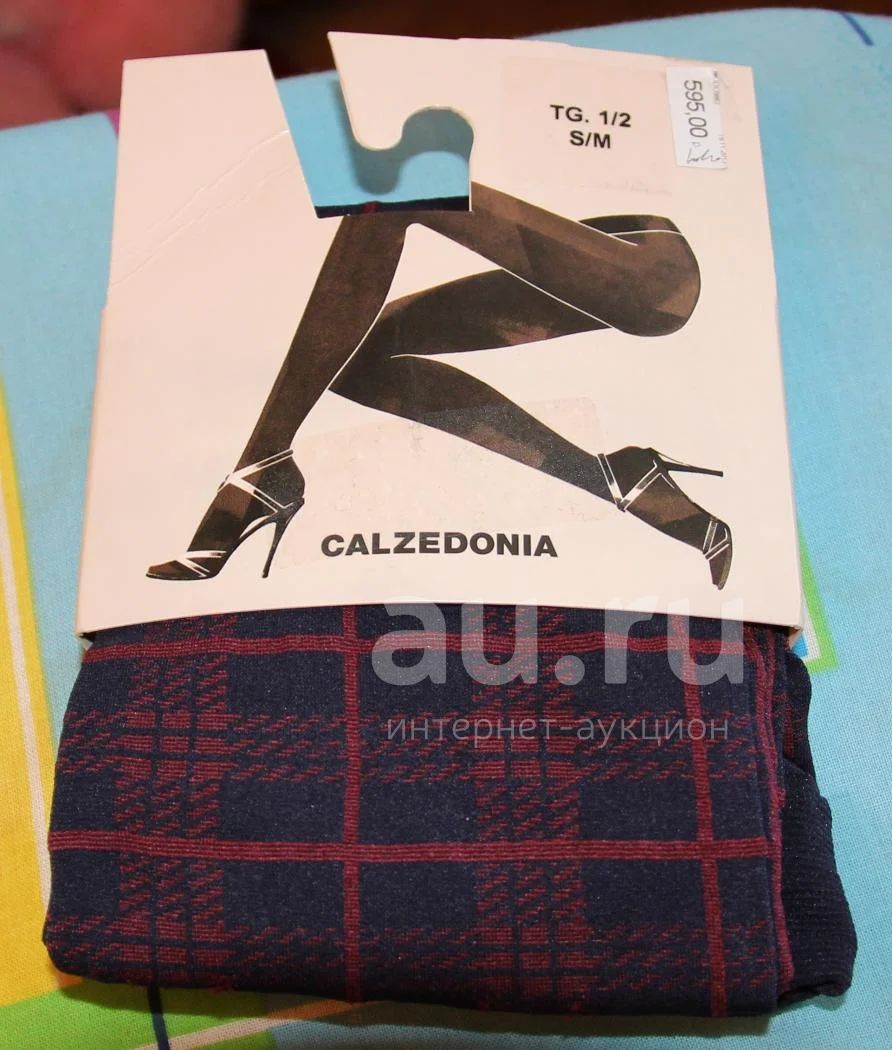 TG. 1/2
S/M
595,00 р
CALZEDONIA
au.ru
интернет-аукцион